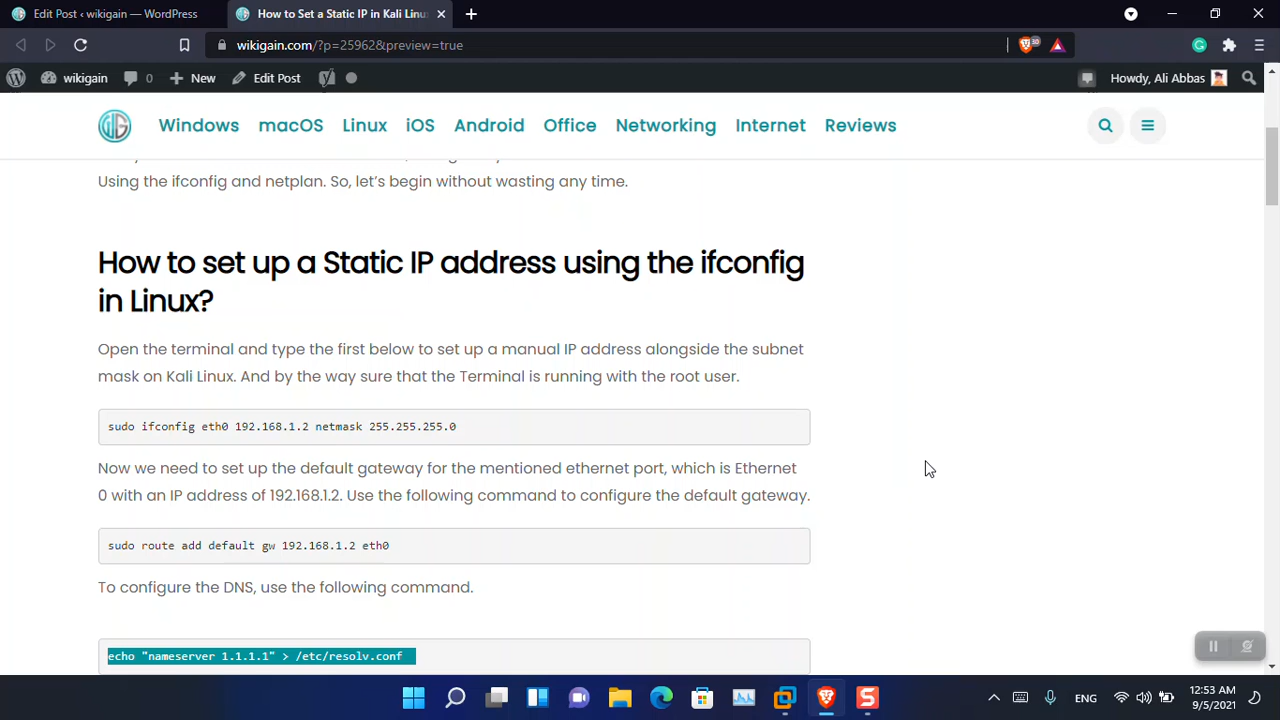 Edit Post ‹ wikigain — WordPress
How to Set a Static IP in Kali Linu
wikigain.com/?p=25962&preview=true
wikigain
0
New
Edit Post
Howdy, Ali Abbas
Windows
macOS
Linux
iOS
Android
Office
Networking
Internet
Reviews
Using the ifconfig and netplan. So, let's begin without wasting any time.
How to set up a Static IP address using the ifconfig
in Linux?
Open the terminal and type the first below to set up a manual IP address alongside the subnet
mask on Kali Linux. And by the way sure that the Terminal is running with the root user.
sudo ifconfig eth0 192.168.1.2 netmask 255.255.255.0
Now we need to set up the default gateway for the mentioned ethernet port, which is Ethernet
0 with an IP address of 192.168.1.2. Use the following command to configure the default gateway.
sudo route add default gw 192.168.1.2 eth0
To configure the DNS, use the following command.
echo "nameserver 1.1.1.1" > /etc/resolv.conf
ENG
12:53 AM
9/5/2021